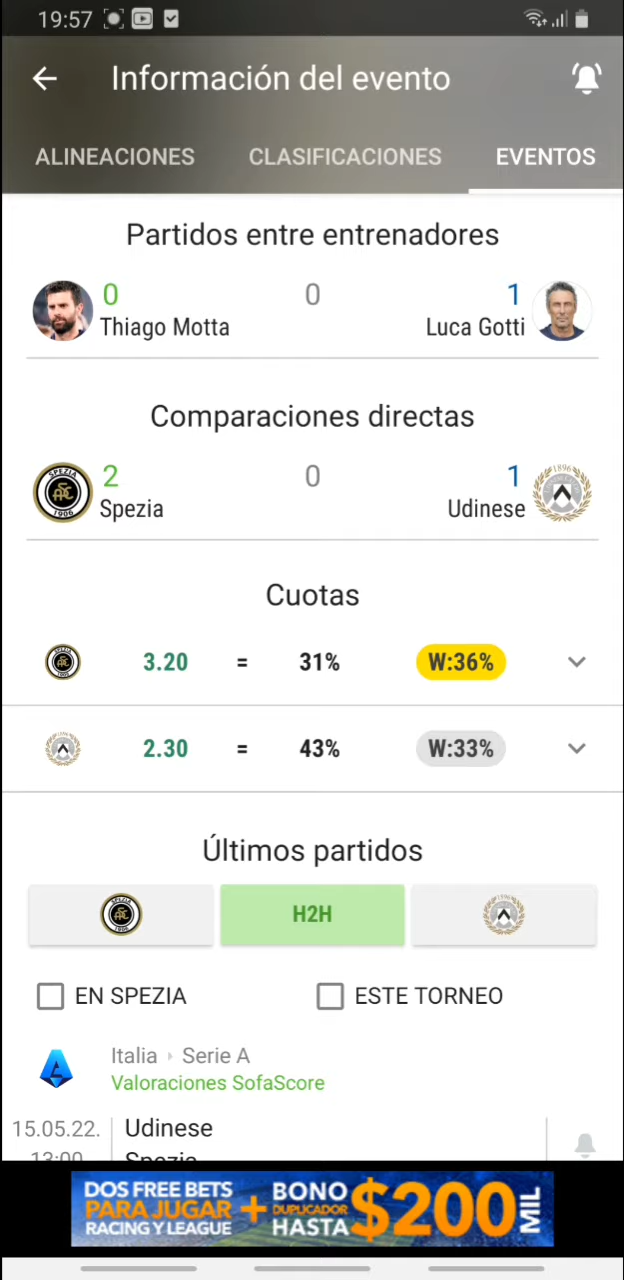 19:57
Información del evento
ALINEACIONES CLASIFICACIONES EVENTOS
Partidos entre entrenadores
0 0 1
Thiago Motta Luca Gotti
Comparaciones directas
2 0 1
Spezia Udinese
Cuotas
3.20 = 31% W:36%
2.30 = 43% W:33%
Últimos partidos
H2H
EN SPEZIA ESTE TORNEO
Italia Serie A
Valoraciones SofaScore
15.05.22. Udinese
13:00 Spezia
DOS FREE BETS
PARA JUGAR
RACING Y LEAGUE
+
BONO
DUPLICADOR
HASTA
$200
MIL